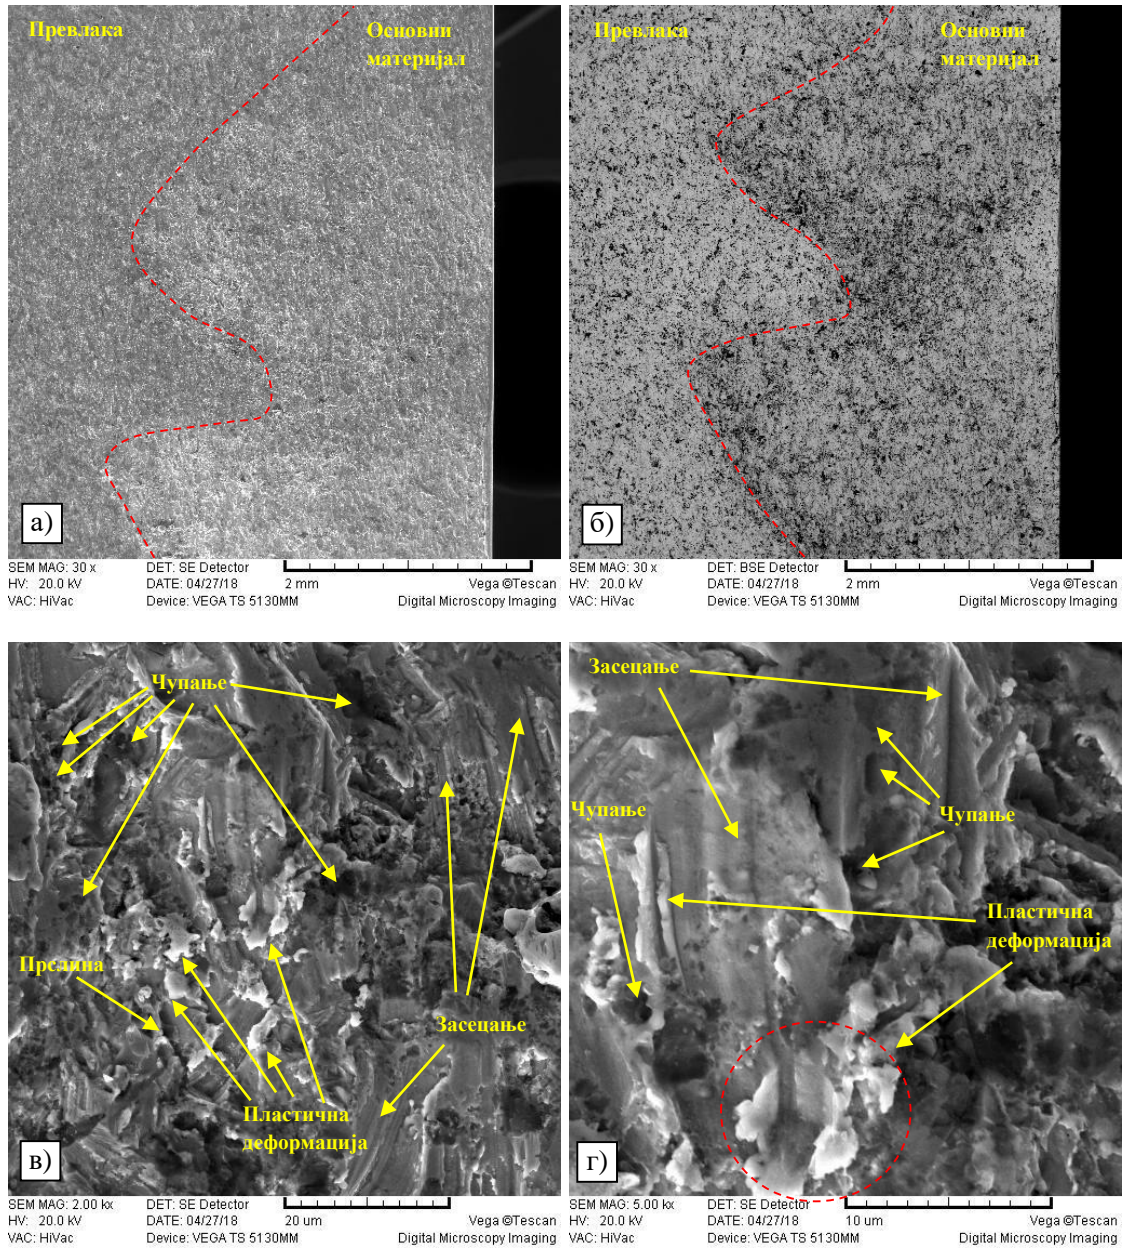 Превлака
Основни
материјал
а)
SEM MAG: 30 x
DET: SE Detector
HV: 20.0 kV
DATE: 04/27/18
2 mm
Vega ©Tescan
VAC: HiVac
Device: VEGA TS 5130MM
Digital Microscopy Imaging
Превлака
Основни
материјал
б)
SEM MAG: 30 x
DET: BSE Detector
HV: 20.0 kV
DATE: 04/27/18
2 mm
Vega ©Tescan
VAC: HiVac
Device: VEGA TS 5130MM
Digital Microscopy Imaging
Чупање
Прслина
Засецање
Пластична
деформација
в)
SEM MAG: 2.00 kx
DET: SE Detector
HV: 20.0 kV
DATE: 04/27/18
20 um
Vega ©Tescan
VAC: HiVac
Device: VEGA TS 5130MM
Digital Microscopy Imaging
Засецање
Чупање
Чупање
Пластична
деформација
г)
SEM MAG: 5.00 kx
DET: SE Detector
HV: 20.0 kV
DATE: 04/27/18
10 um
Vega ©Tescan
VAC: HiVac
Device: VEGA TS 5130MM
Digital Microscopy Imaging